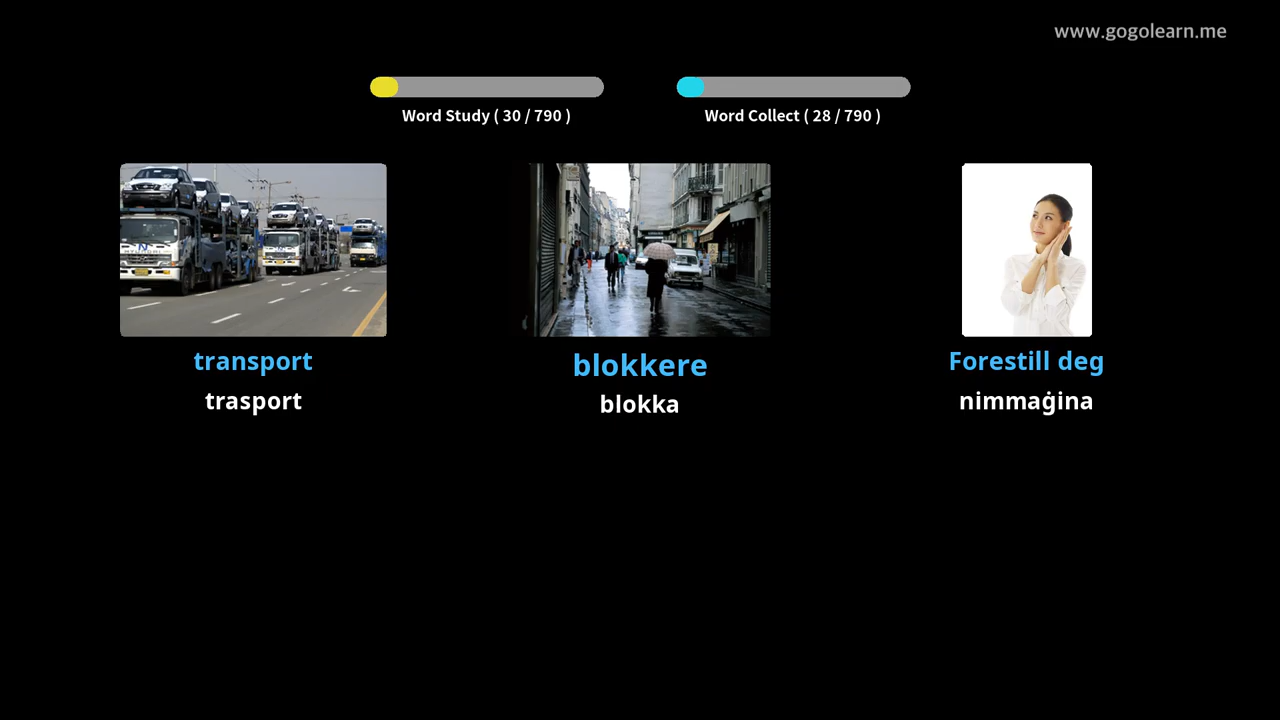 www.gogolearn.me
Word Study ( 30 / 790 )
Word Collect ( 28 / 790 )
transport
trasport
blokkere
blokka
Forestill deg
nimmaġina